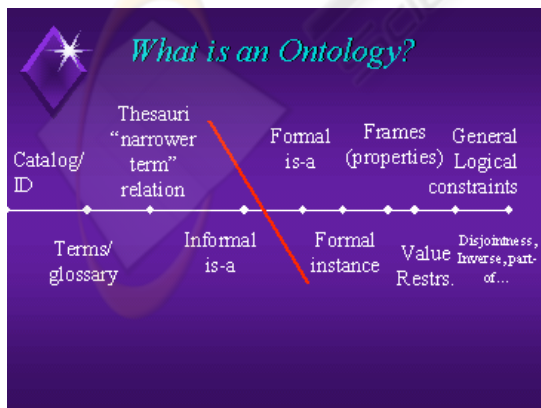 What is an Ontology?
Catalog/
ID
Thesauri
“narrower
term”
relation
Formal
is-a
Frames
(properties)
General
Logical
constraints
Terms/
glossary
Informal
is-a
Formal
instance
Value
Restrs.
Disjointness,
Inverse,part-
of...